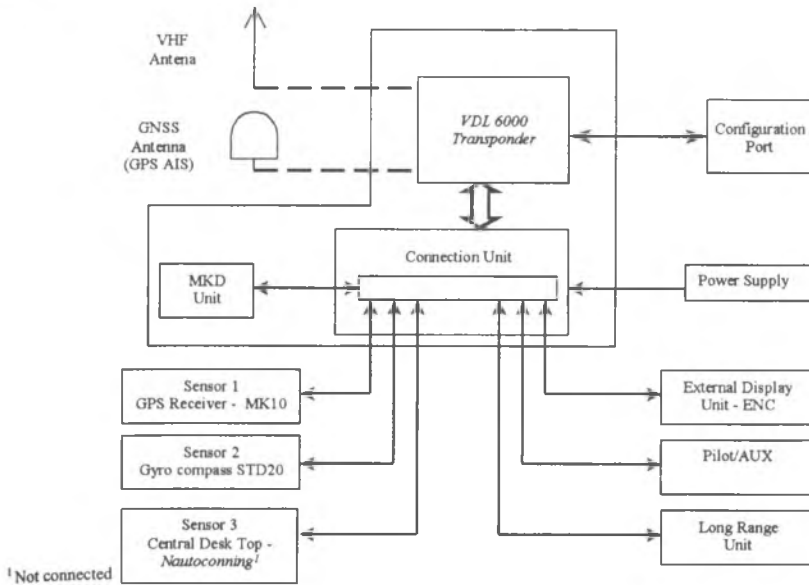 VHF
Antena
GNSS
Antenna
(GPS AIS)
VDL 6000
Transponder
Configuration
Port
Connection Unit
MKD
Unit
Power Supply
Sensor 1
GPS Receiver - MK10
External Display
Unit - ENC
Sensor 2
Gyro compass STD20
Pilot/AUX
Sensor 3
Central Desk Top -
Nautoconning¹
Long Range
Unit
¹ Not connected